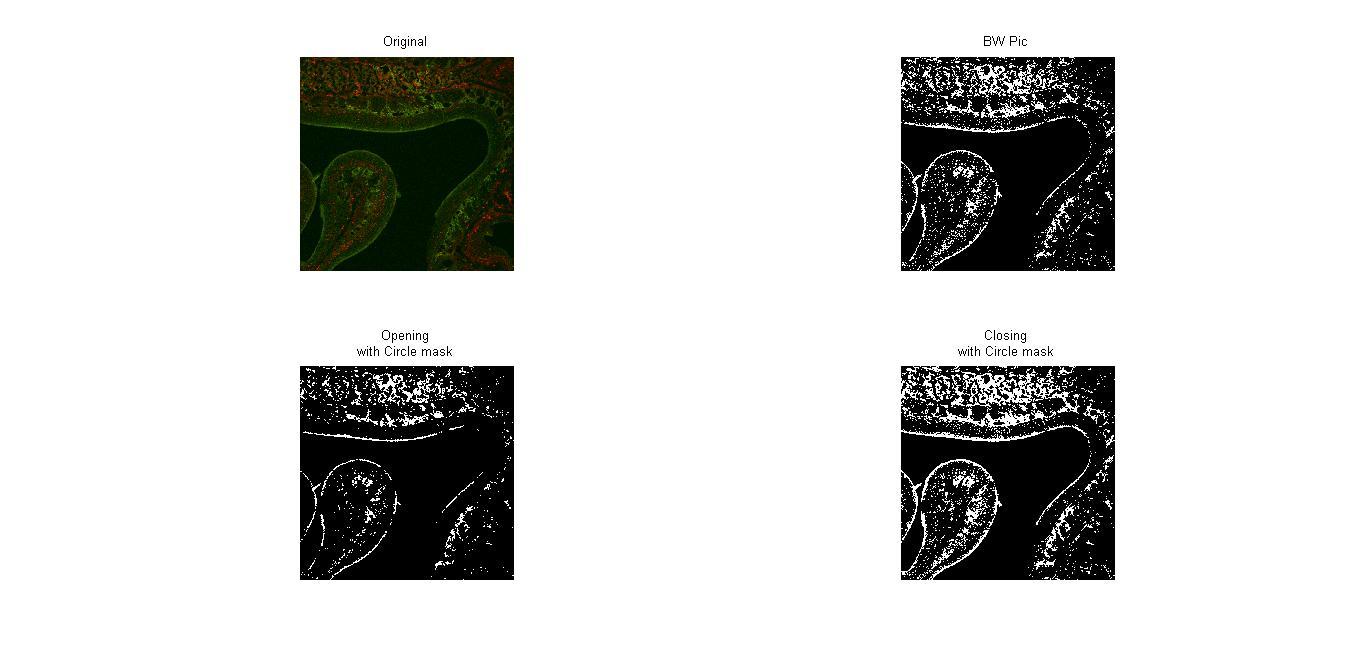 Original
BW Pic
Opening
with Circle mask
Closing
with Circle mask